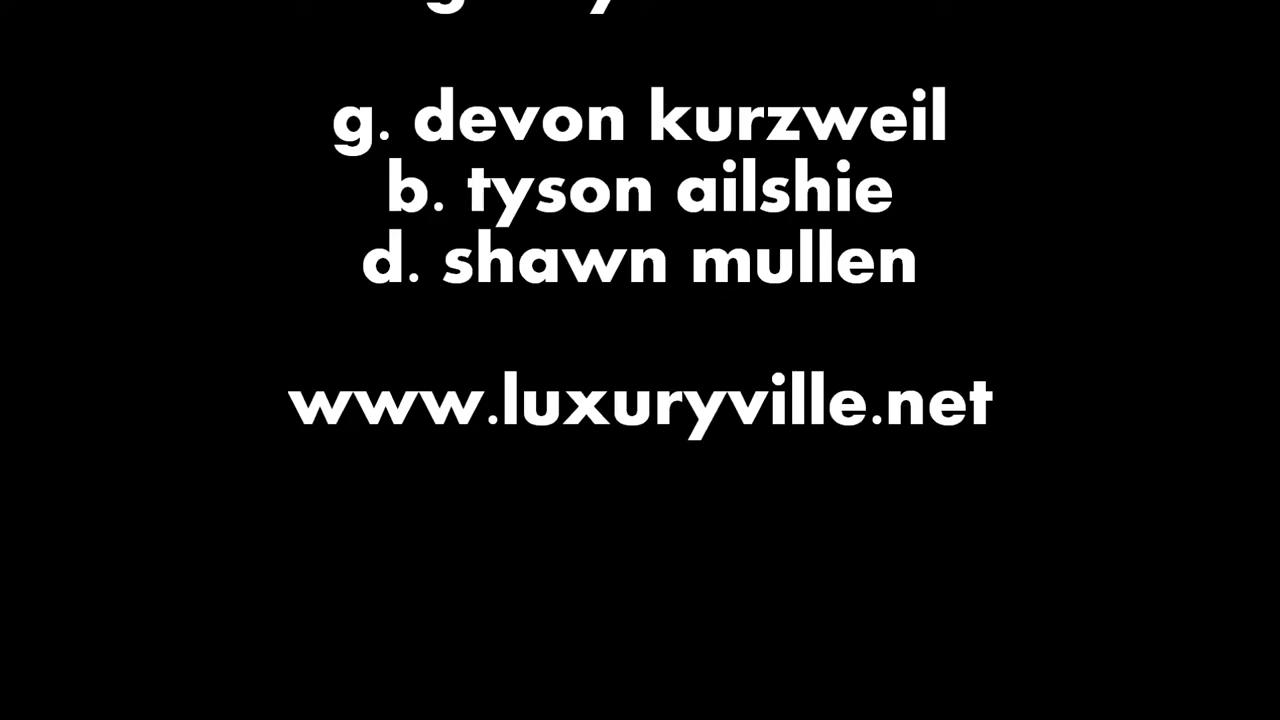 g. devon kurzweil
b. tyson ailshie
d. shawn mullen
www.luxuryville.net